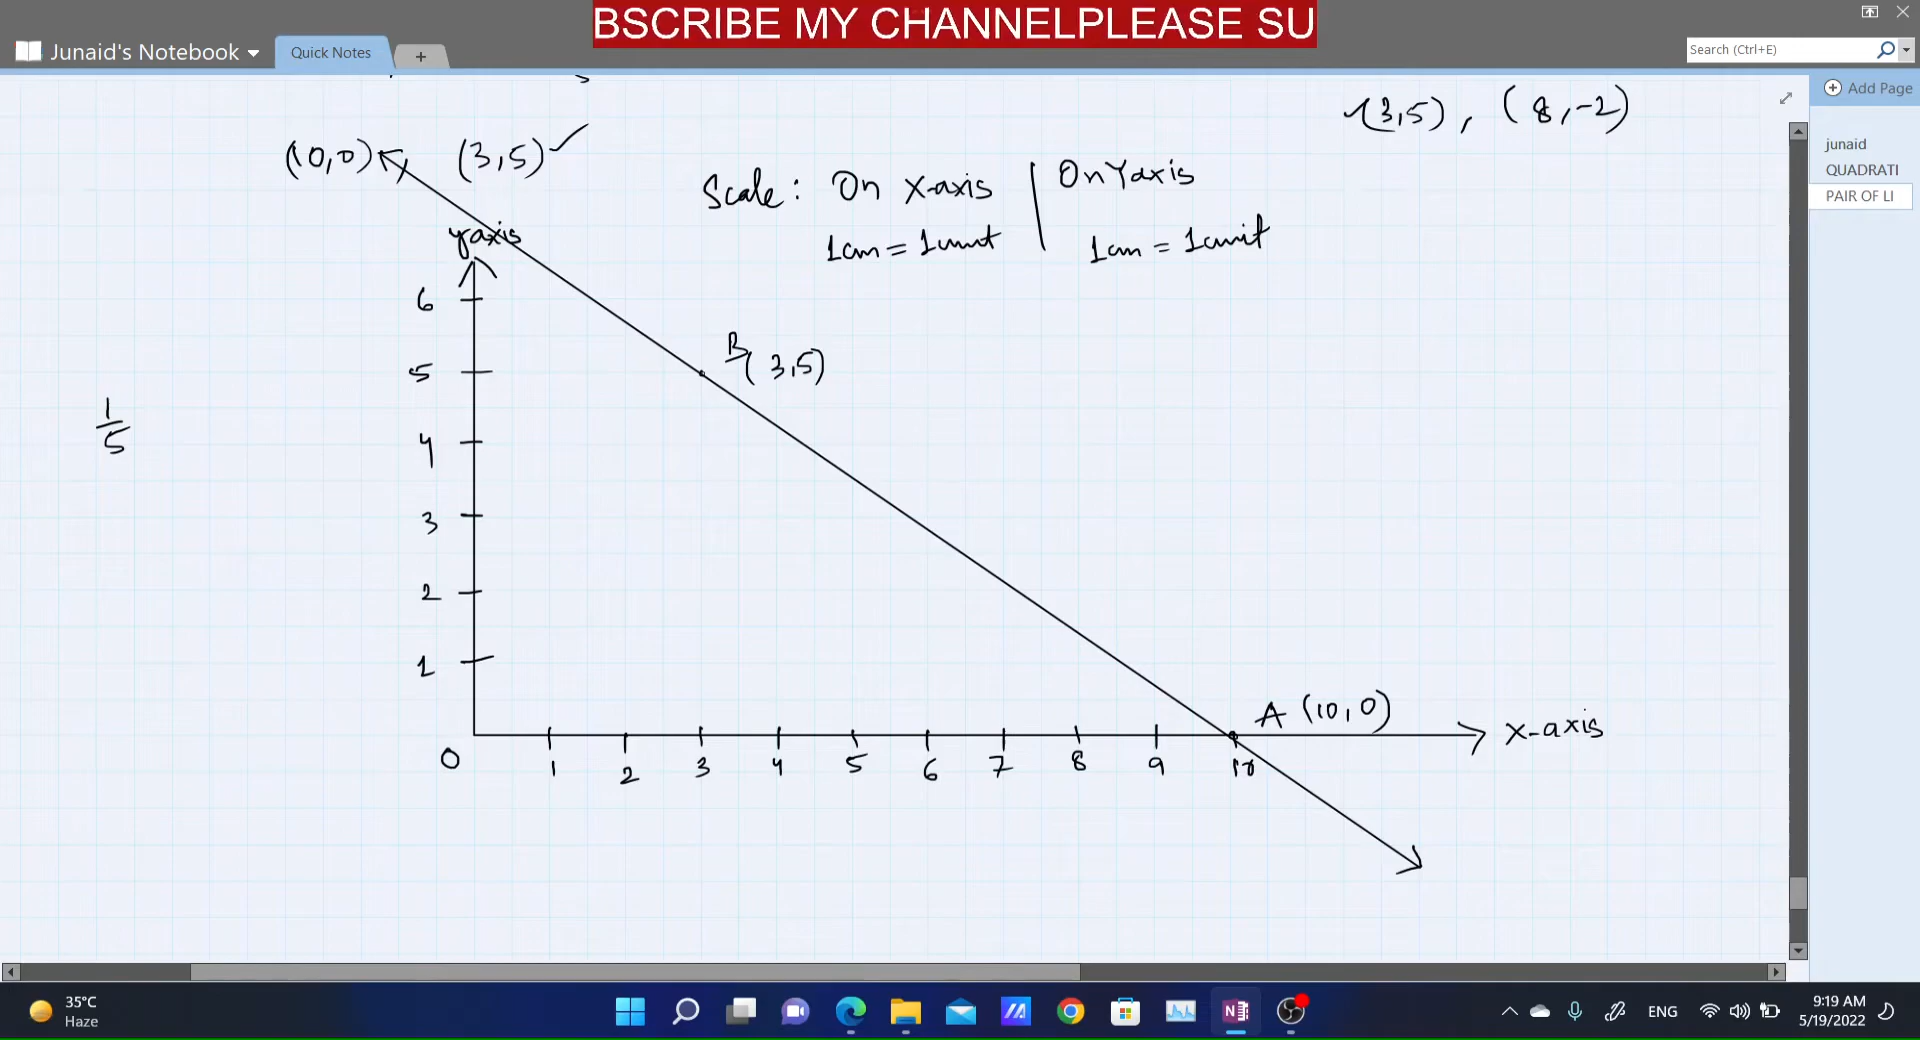 BSCRIBE MY CHANNELPLEASE SU
Junaid's Notebook
Quick Notes
+
Search (Ctrl+E)
Add Page
junaid
QUADRATI
PAIR OF LI
(3,5), (8,-2)
(10,0) (3,5)
Scale: On X-axis | On Y axis
1cm = 1unit 1cm = 1unit
y axis
6
B(3,5)
5
1/5
4
3
2
1
A (10,0)
X-axis
0 1 2 3 4 5 6 7 8 9 10
35°C
Haze
ENG
9:19 AM
5/19/2022